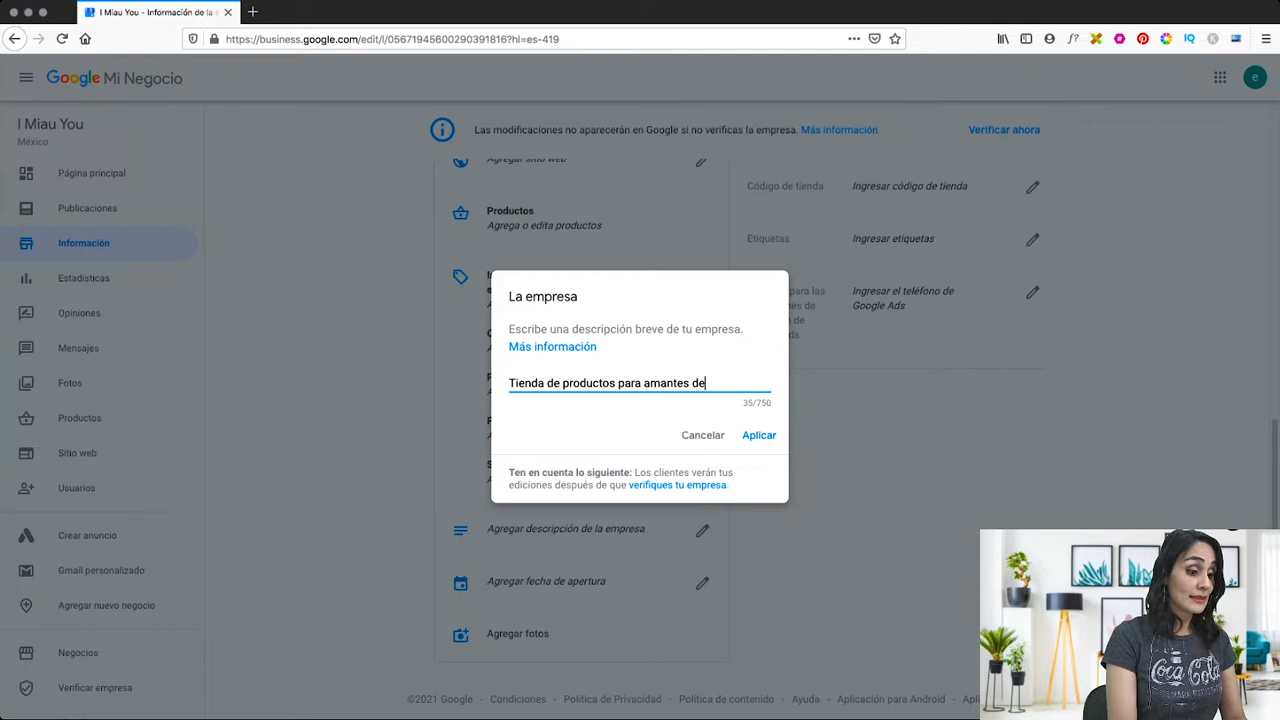 I Miau You - Información de la e
https://business.google.com/edit/l/05671945600290391816?hl=es-419
f?
IQ
K
Google Mi Negocio
e
I Miau You
México
Página principal
Publicaciones
Información
Estadísticas
Opiniones
Mensajes
Fotos
Productos
Sitio web
Usuarios
Crear anuncio
Gmail personalizado
Agregar nuevo negocio
Negocios
Verificar empresa
Las modificaciones no aparecerán en Google si no verificas la empresa. Más información
Verificar ahora
Agregar sitio web
Productos
Agrega o edita productos
Código de tienda
Ingresar código de tienda
Etiquetas
Ingresar etiquetas
para las
Ingresar el teléfono de
Google Ads
La empresa
Escribe una descripción breve de tu empresa.
Más información
Tienda de productos para amantes de
35/750
Cancelar
Aplicar
Ten en cuenta lo siguiente: Los clientes verán tus
ediciones después de que verifiques tu empresa.
Agregar descripción de la empresa
Agregar fecha de apertura
Agregar fotos
©2021 Google - Condiciones - Política de Privacidad - Política de contenido - Ayuda - Aplicación para Android -
Coca-Cola